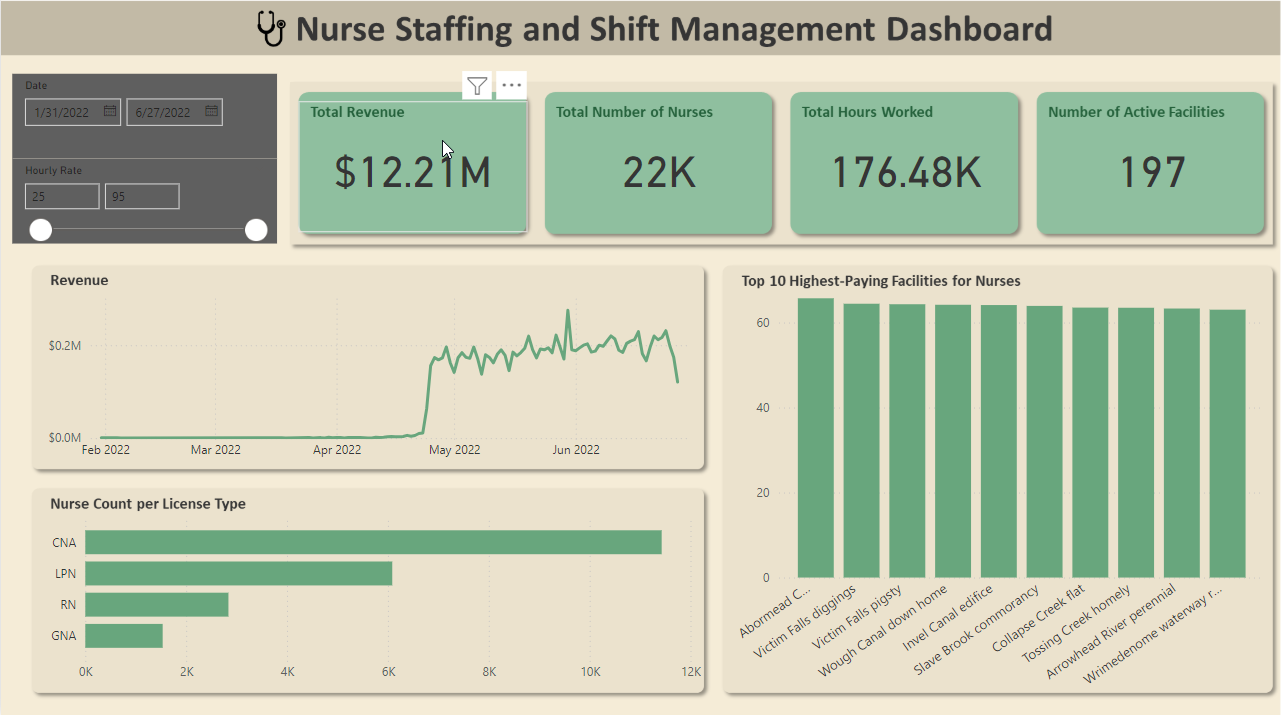 Nurse Staffing and Shift Management Dashboard
Date
1/31/2022 6/27/2022
Hourly Rate
25 95
Total Revenue
$12.21M
Total Number of Nurses
22K
Total Hours Worked
176.48K
Number of Active Facilities
197
Revenue
$0.2M
$0.0M
Feb 2022 Mar 2022 Apr 2022 May 2022 Jun 2022
Nurse Count per License Type
CNA
LPN
RN
GNA
0K 2K 4K 6K 8K 10K 12K
Top 10 Highest-Paying Facilities for Nurses
60
40
20
0
Abormead C...
Victim Falls diggings
Victim Falls pigsty
Wough Canal down home
Invel Canal edifice
Slave Brook commorancy
Collapse Creek flat
Tossing Creek homely
Arrowhead River perennial
Wrimedenome waterway r...